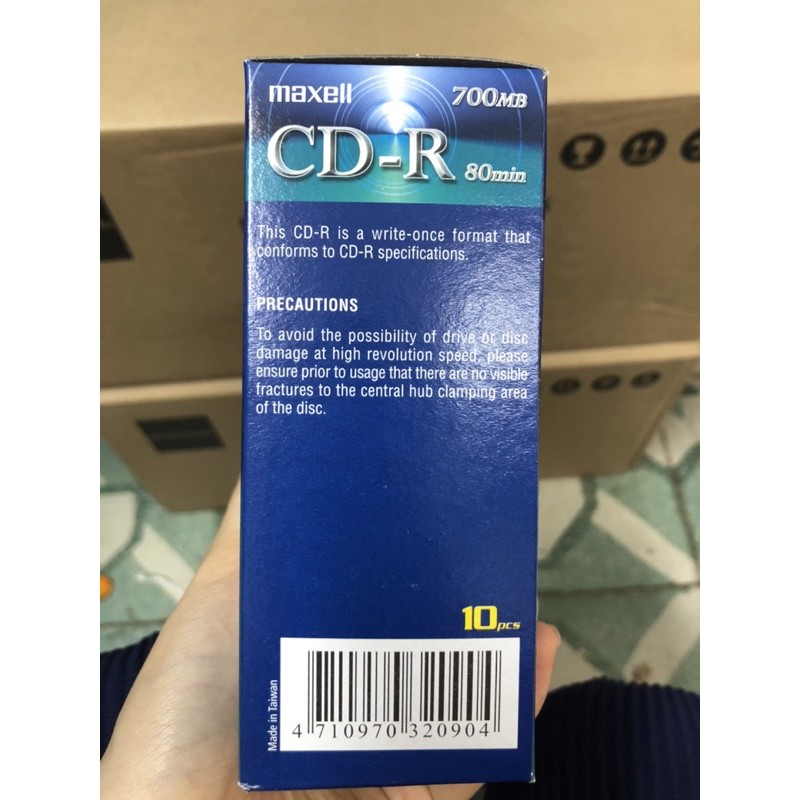 maxell 700MB
CD-R 80min
This CD-R is a write-once format that
conforms to CD-R specifications.
PRECAUTIONS
To avoid the possibility of drive or disc
damage at high revolution speed, please
ensure prior to usage that there are no visible
fractures to the central hub clamping area
of the disc.
10pcs
Made in Taiwan
4 710970 320904